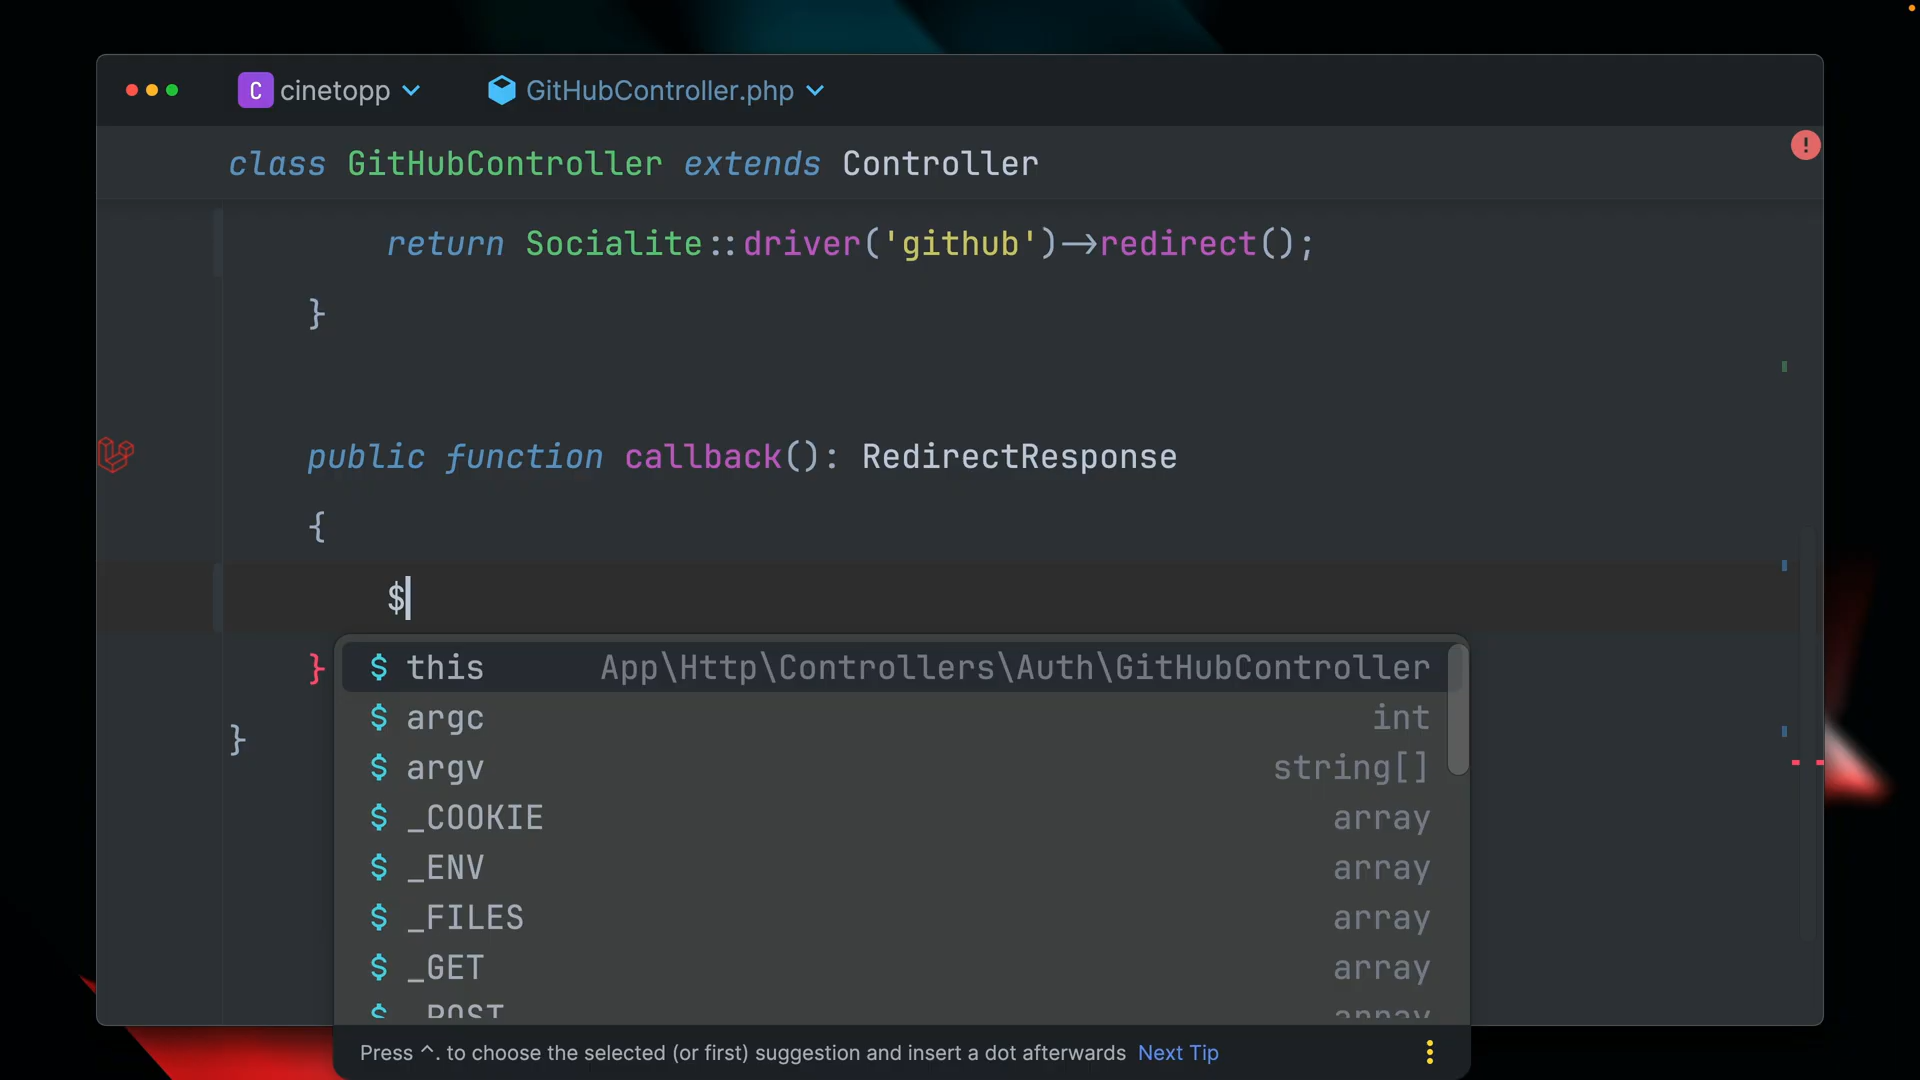 C cinetopp GitHubController.php
class GitHubController extends Controller
!
return Socialite::driver('github')->redirect();
}
public function callback(): RedirectResponse
{
$
}
$ this App\Http\Controllers\Auth\GitHubController
$ argc int
$ argv string[]
}
$ _COOKIE array
$ _ENV array
$ _FILES array
$ _GET array
$ _POST array
Press ^. to choose the selected (or first) suggestion and insert a dot afterwards Next Tip